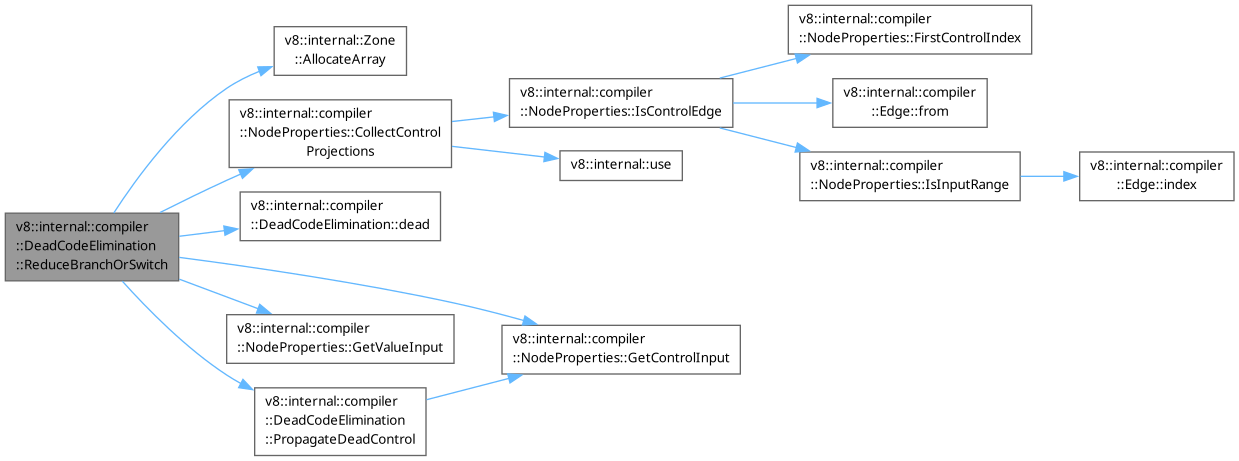 v8::internal::compiler
::DeadCodeElimination
::ReduceBranchOrSwitch
v8::internal::Zone
::AllocateArray
v8::internal::compiler
::NodeProperties::CollectControl
Projections
v8::internal::compiler
::DeadCodeElimination::dead
v8::internal::compiler
::NodeProperties::GetValueInput
v8::internal::compiler
::DeadCodeElimination
::PropagateDeadControl
v8::internal::compiler
::NodeProperties::IsControlEdge
v8::internal::use
v8::internal::compiler
::NodeProperties::GetControlInput
v8::internal::compiler
::NodeProperties::FirstControlIndex
v8::internal::compiler
::Edge::from
v8::internal::compiler
::NodeProperties::IsInputRange
v8::internal::compiler
::Edge::index